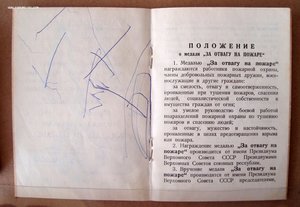 ПОЛОЖЕНИЕ
о медали „ЗА ОТВАГУ НА ПОЖАРЕ"
1. Медалью „За отвагу на пожаре"
награждаются работники пожарной охраны,
члены добровольных пожарных дружин, воен-
нослужащие и другие граждане:
за смелость, отвагу и самоотверженность,
проявленные при тушении пожаров, спасении
людей, социалистической собственности и
имущества граждан от огня;
за умелое руководство боевой работой
подразделений пожарной охраны по тушению
пожаров и спасению людей;
за отвагу, мужество и настойчивость,
проявленные в целях предотвращения взрыва
или пожара.
2. Награждение медалью „За отвагу на
пожаре" производится от имени Президиума
Верховного Совета СССР Президиумами
Верховных Советов союзных республик.
3. Вручение медали „За отвагу на
пожаре" производится от имени Президиума
Верховного Совета СССР председателями,